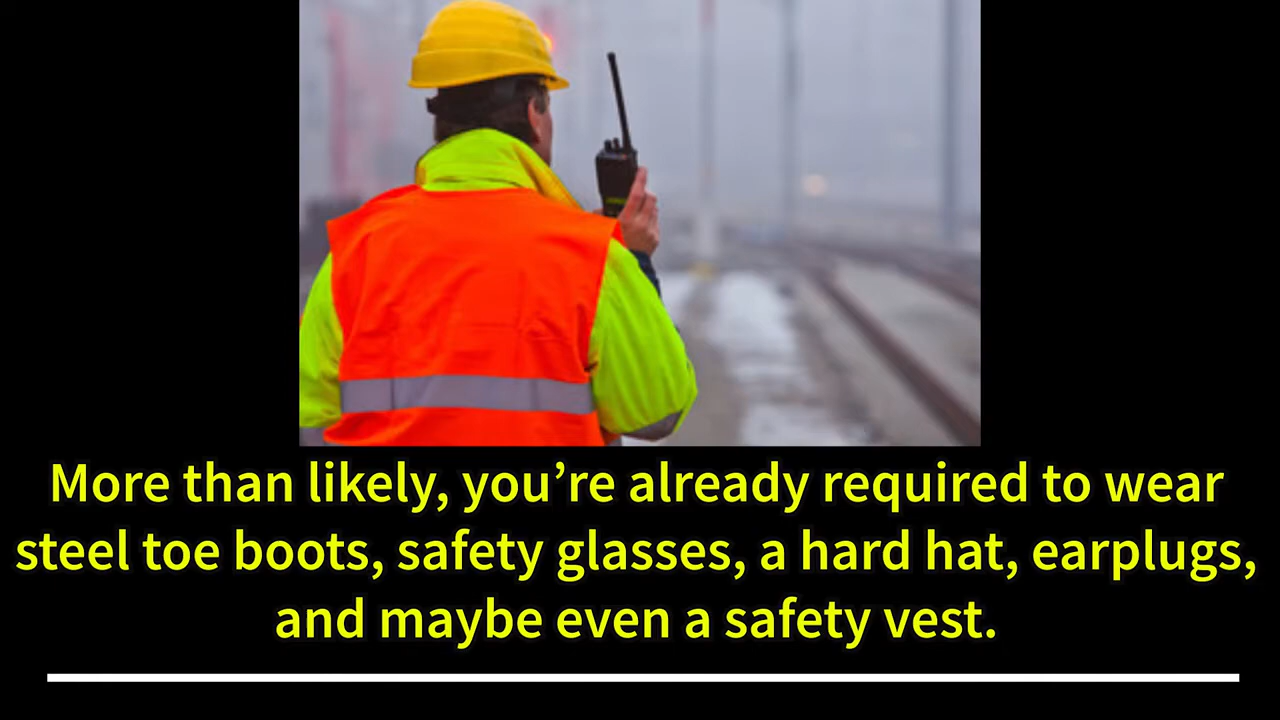 More than likely, you’re already required to wear
steel toe boots, safety glasses, a hard hat, earplugs,
and maybe even a safety vest.